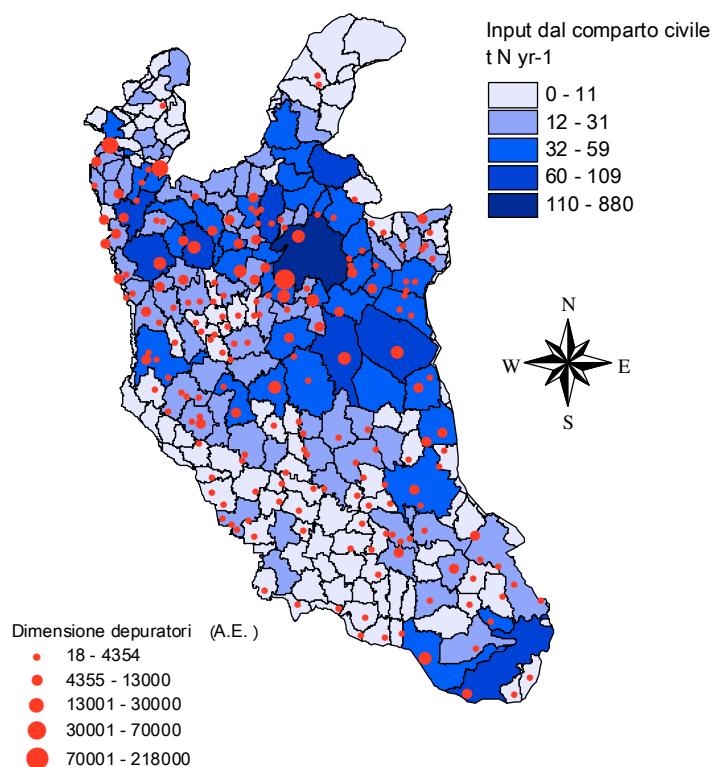 Input dal comparto civile
t N yr-1
0 - 11
12 - 31
32 - 59
60 - 109
110 - 880
N
W E
S
Dimensione depuratori (A.E. )
18 - 4354
4355 - 13000
13001 - 30000
30001 - 70000
70001 - 218000